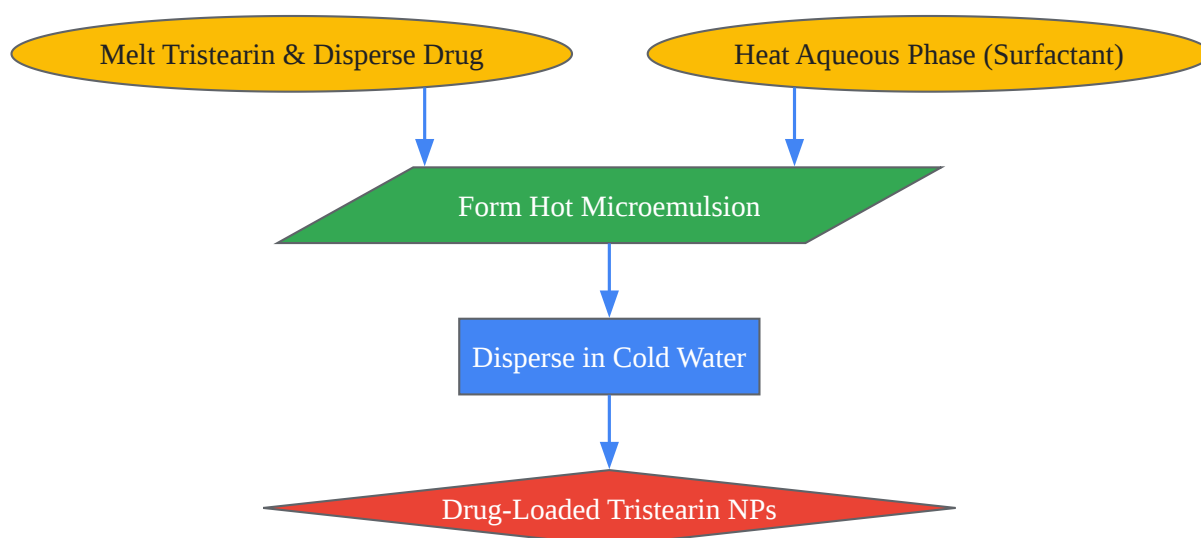 Melt Tristearin & Disperse Drug
Heat Aqueous Phase (Surfactant)
Form Hot Microemulsion
Disperse in Cold Water
Drug-Loaded Tristearin NPs